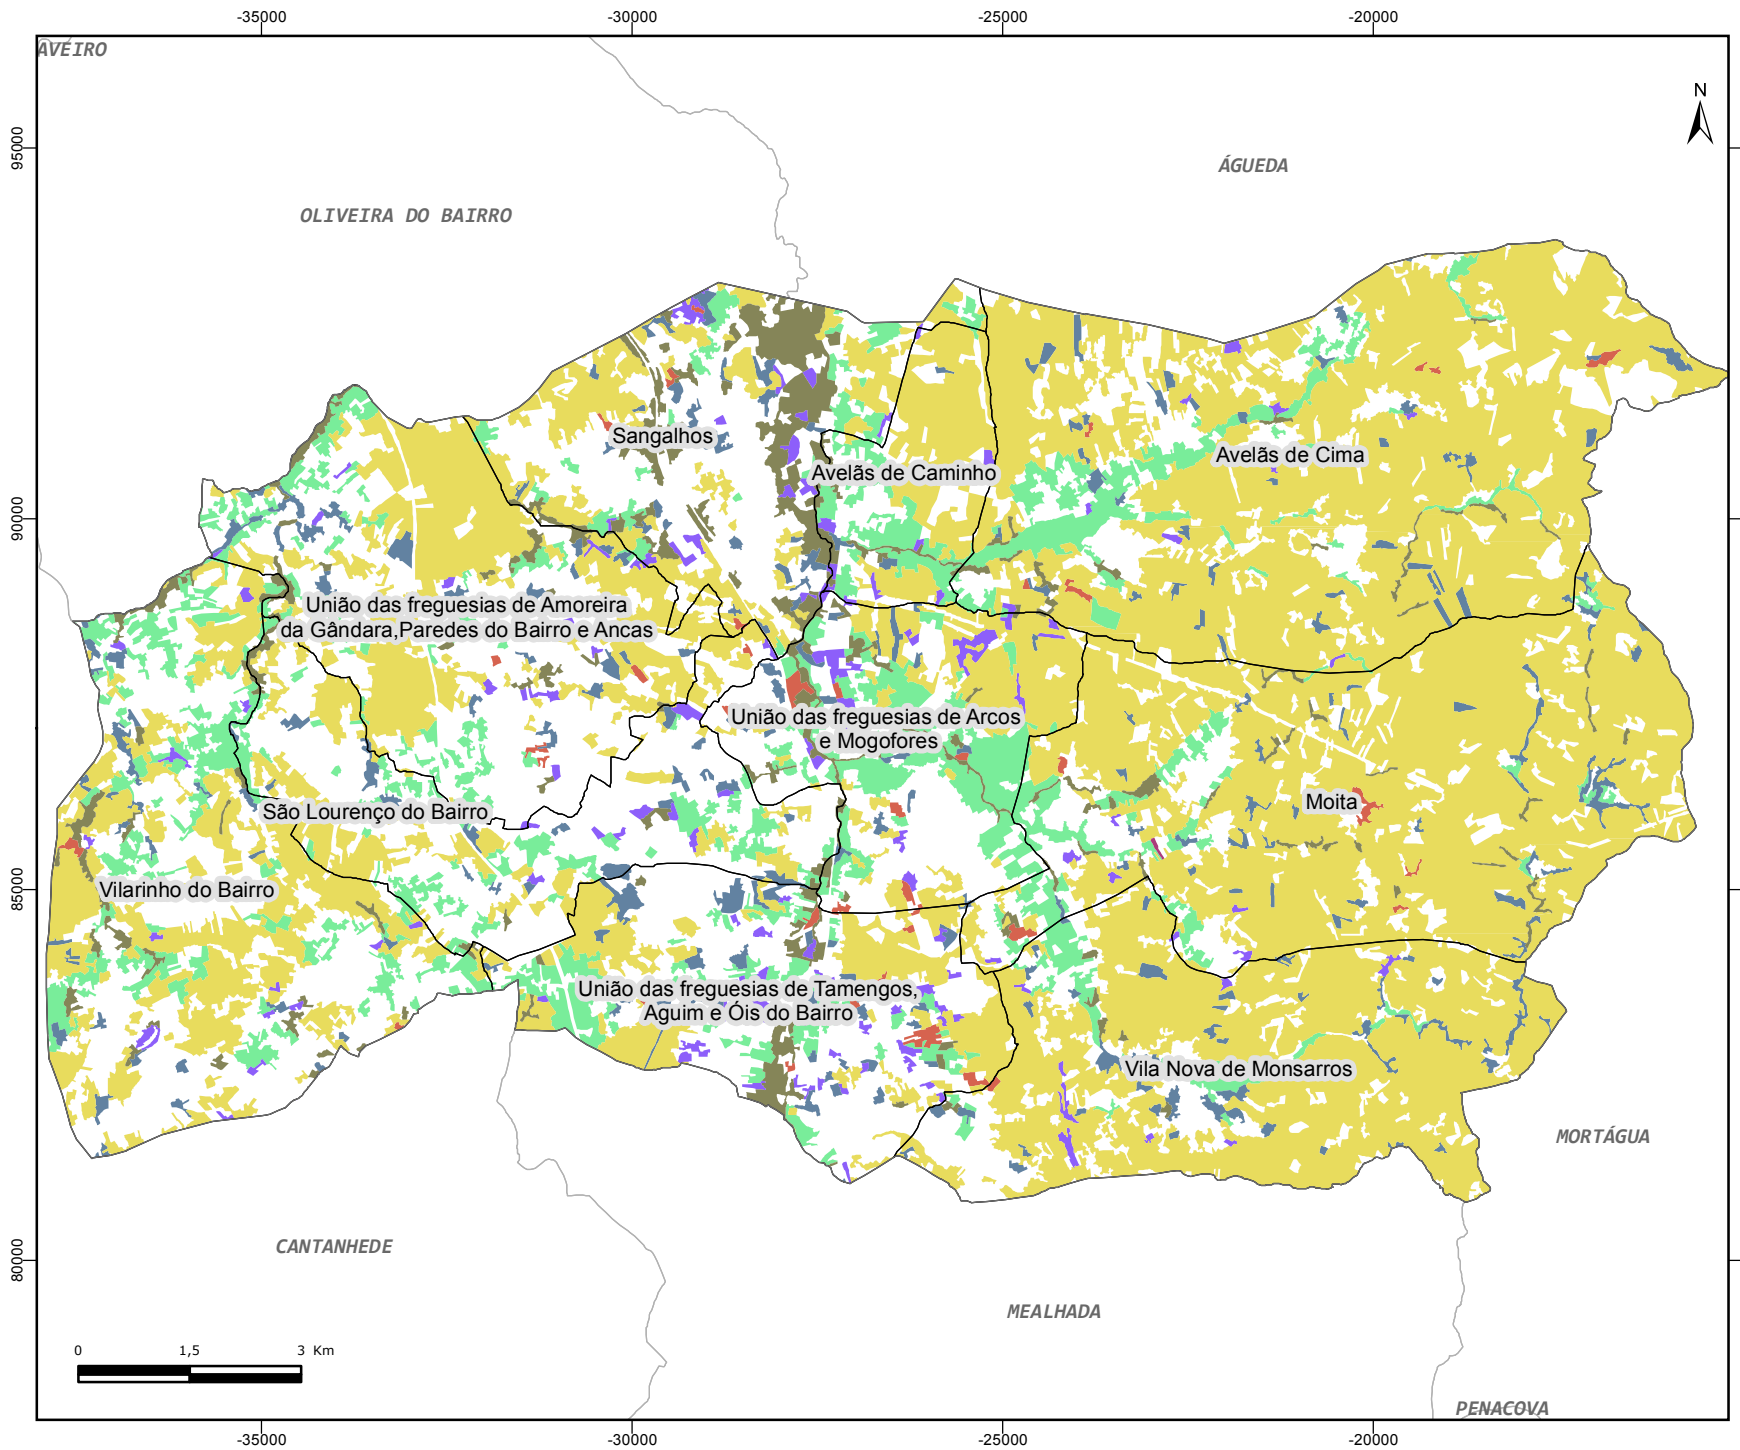 -35000
-30000
-25000
-20000
AVEIRO
N
95000
ÁGUEDA
OLIVEIRA DO BAIRRO
Sangalhos
Avelãs de Cima
Avelãs de Caminho
90000
União das freguesias de Amoreira
da Gândara,Paredes do Bairro e Ancas
União das freguesias de Arcos
e Mogofores
Moita
São Lourenço do Bairro
Vilarinho do Bairro
85000
União das freguesias de Tamengos,
Aguim e Óis do Bairro
Vila Nova de Monsarros
MORTÁGUA
CANTANHEDE
80000
MEALHADA
0 1,5 3 Km
PENACOVA
-35000
-30000
-25000
-20000